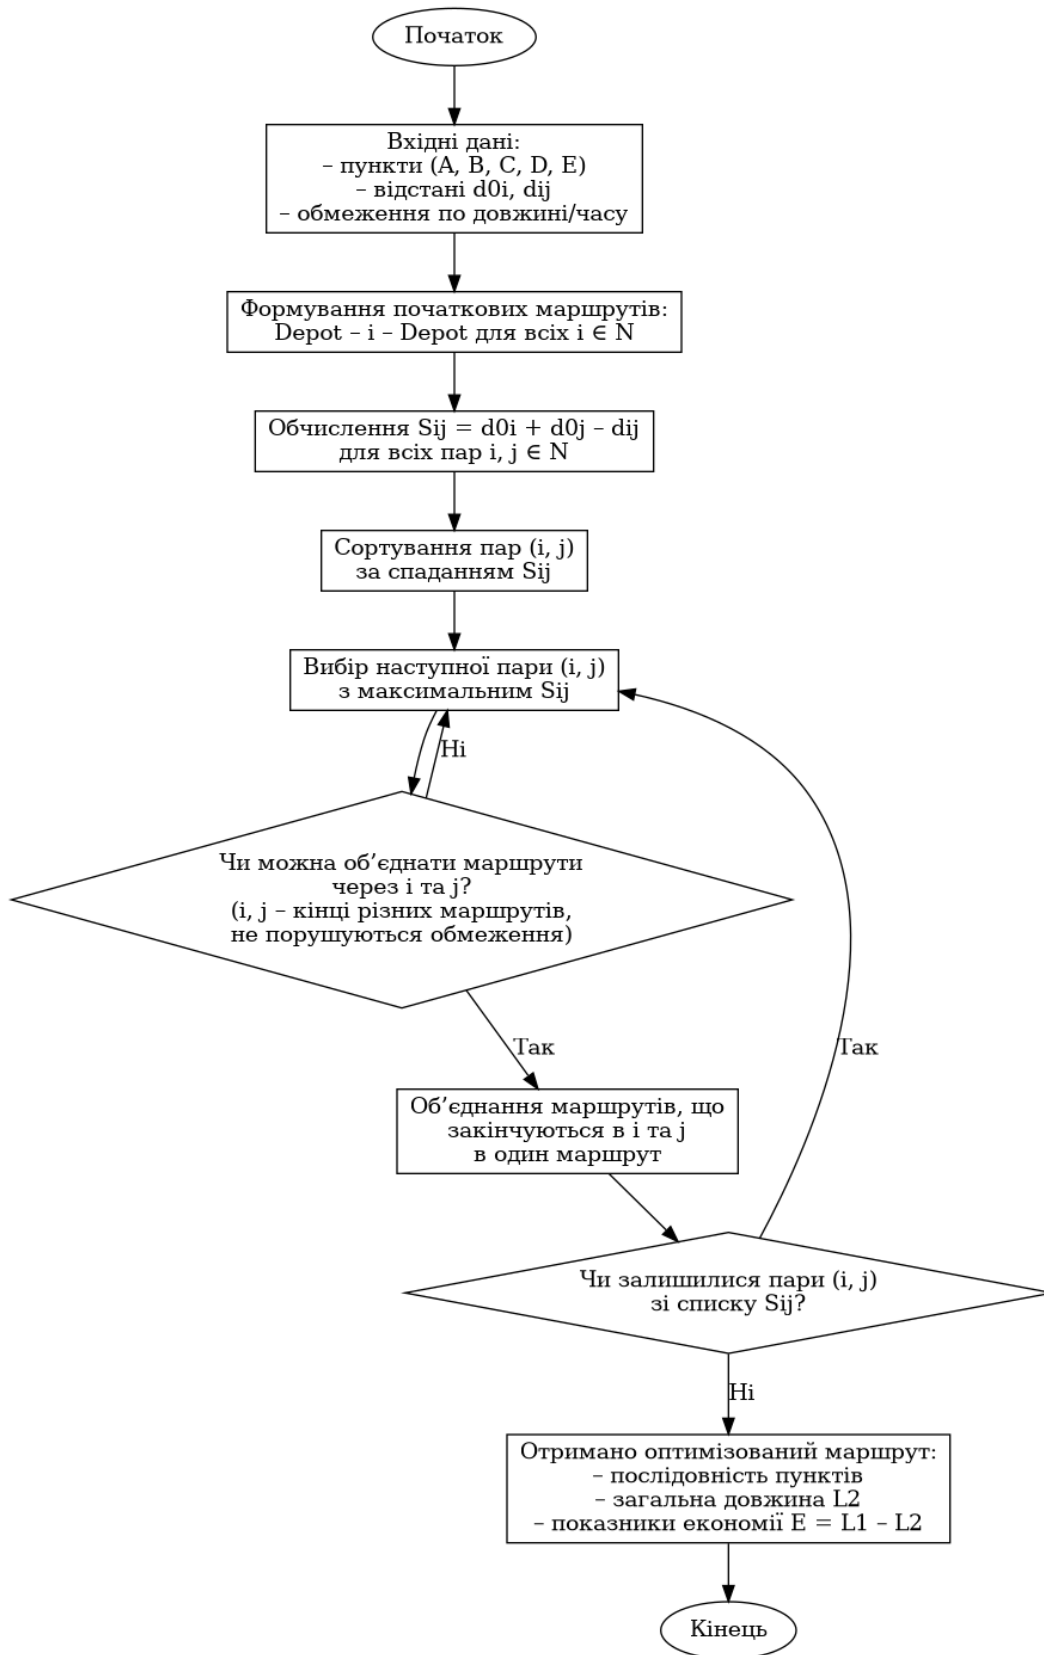 Початок
Вхідні дані:
– пункти (A, B, C, D, E)
– відстані d0i, dij
– обмеження по довжині/часу
Формування початкових маршрутів:
Depot – i – Depot для всіх i ∈ N
Обчислення Sij = d0i + d0j – dij
для всіх пар i, j ∈ N
Сортування пар (i, j)
за спаданням Sij
Вибір наступної пари (i, j)
з максимальним Sij
Ні
Чи можна об’єднати маршрути
через i та j?
(i, j – кінці різних маршрутів,
не порушуються обмеження)
Так
Так
Об’єднання маршрутів, що
закінчуються в i та j
в один маршрут
Чи залишилися пари (i, j)
зі списку Sij?
Ні
Отримано оптимізований маршрут:
– послідовність пунктів
– загальна довжина L2
– показники економії E = L1 – L2
Кінець